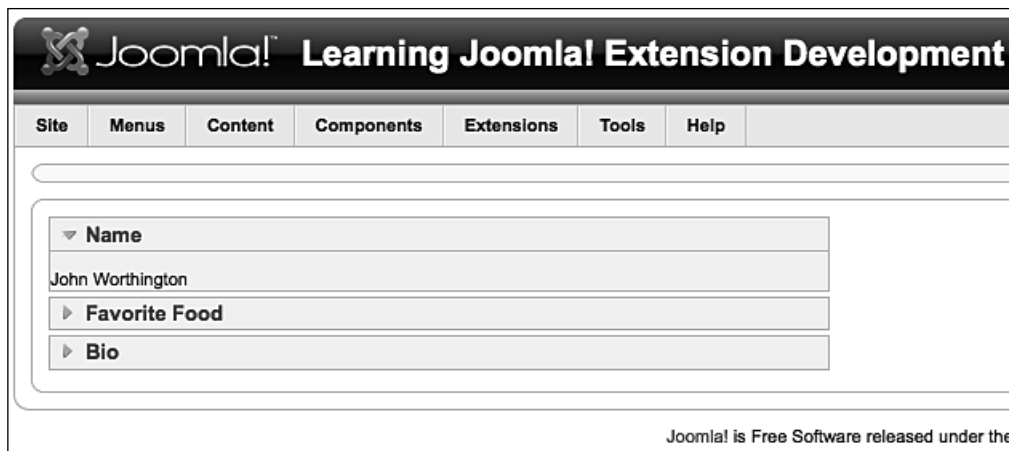 Joomla!™ Learning Joomla! Extension Development
Site Menus Content Components Extensions Tools Help
Name
John Worthington
Favorite Food
Bio
Joomla! is Free Software released under the